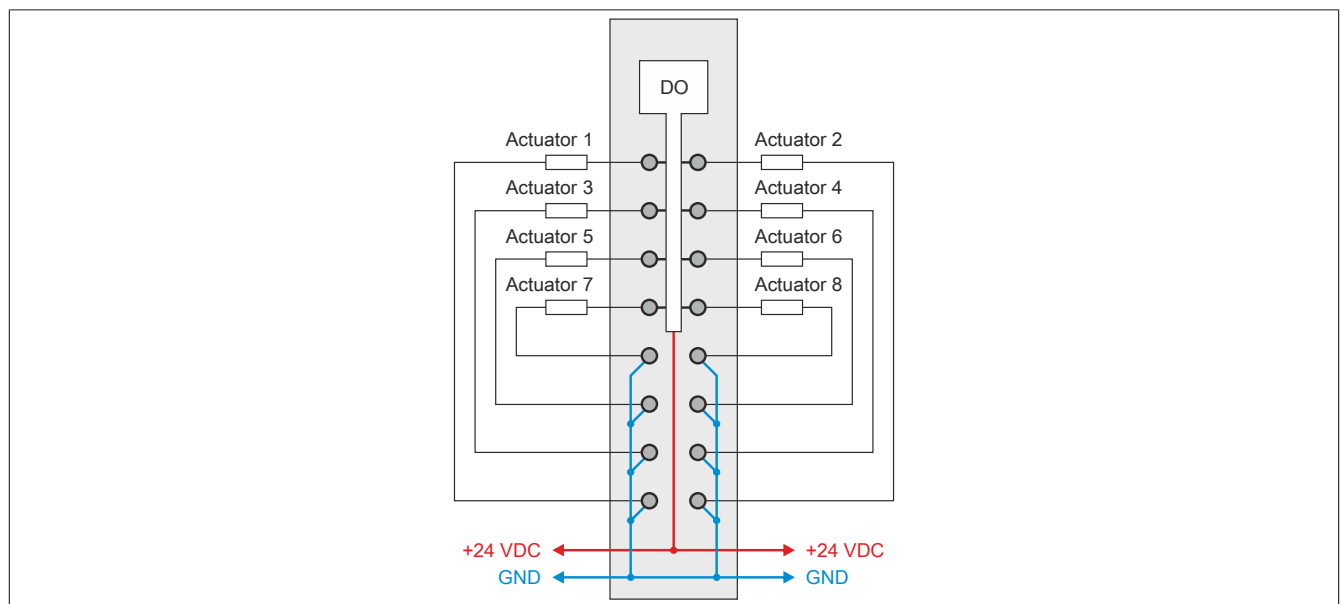 DO
Actuator 1
Actuator 2
Actuator 3
Actuator 4
Actuator 5
Actuator 6
Actuator 7
Actuator 8
+24 VDC
+24 VDC
GND
GND